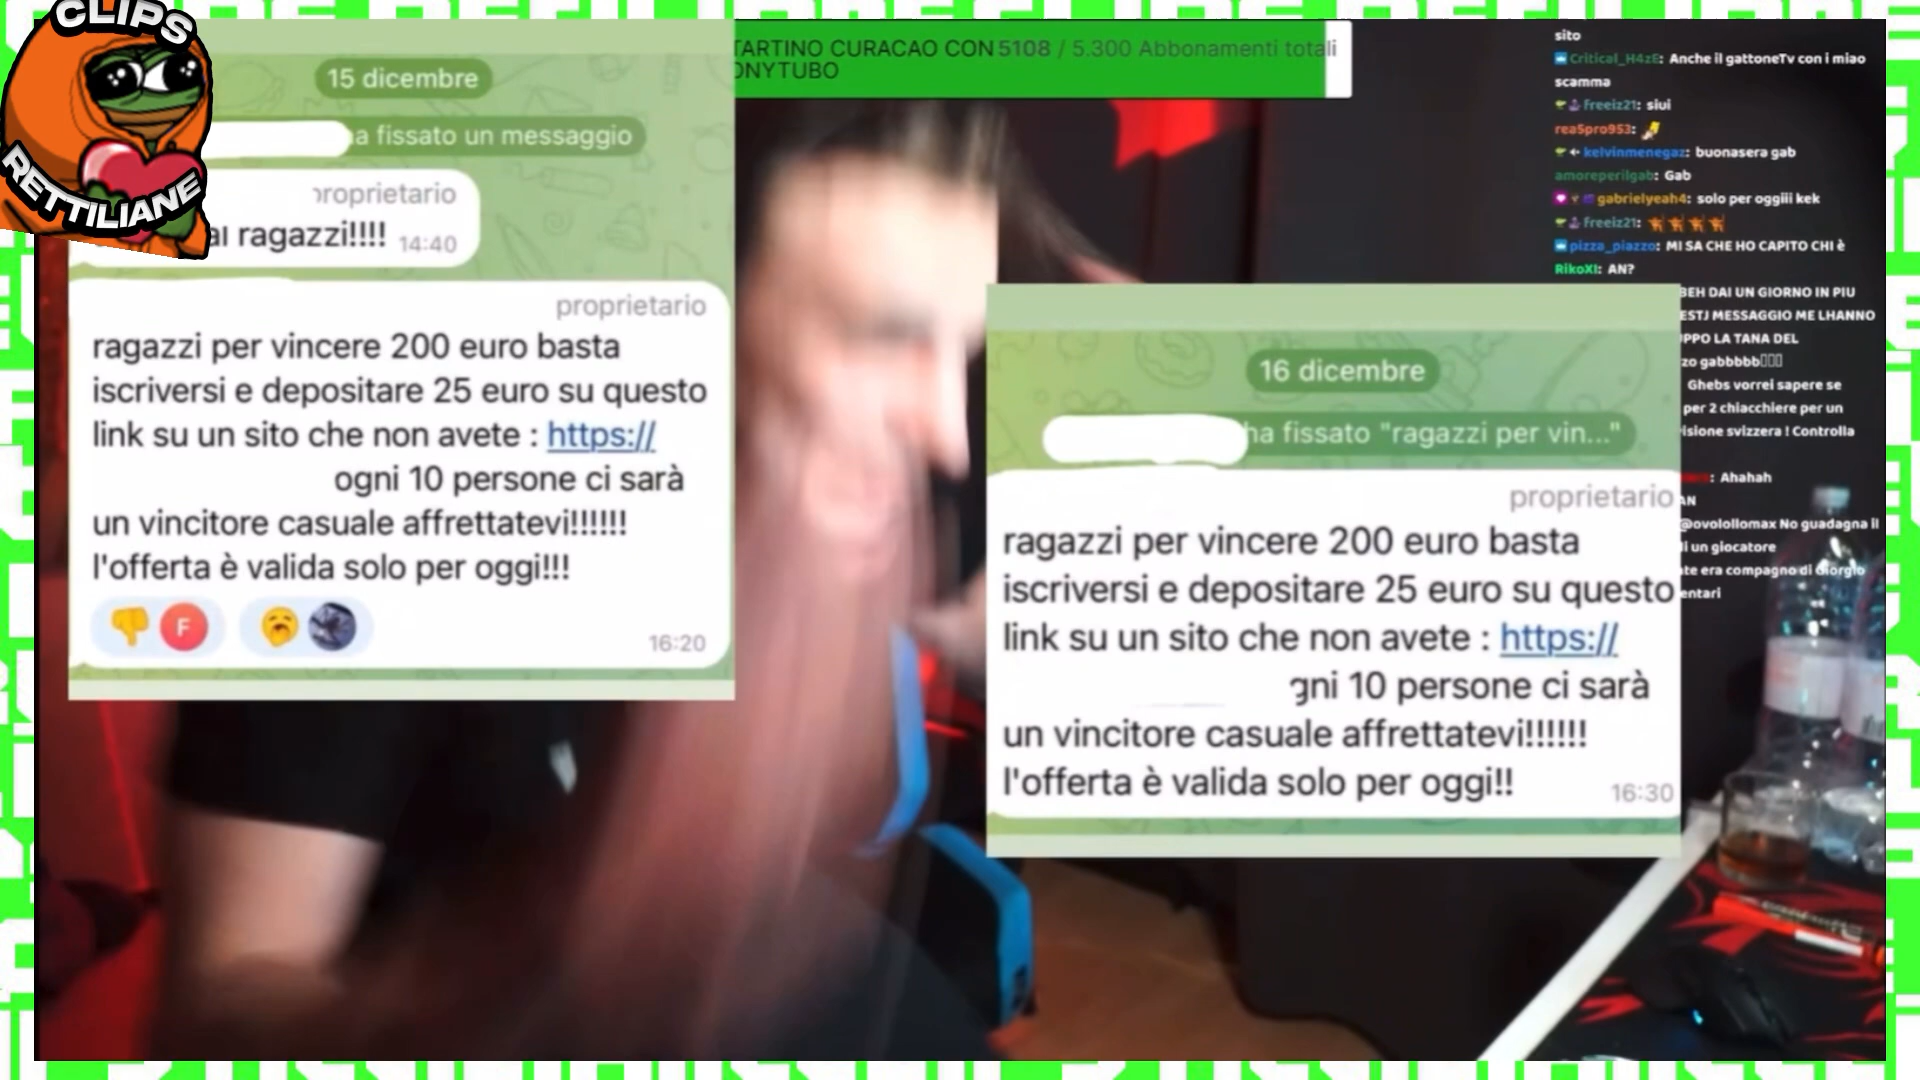 CLIPS
RETTILIANE
TARTINO CURACAO CON 5108 / 5.300 Abbonamenti totali
ONYTUBO
15 dicembre
ha fissato un messaggio
proprietario
ragazzi!!!! 14:40
proprietario
ragazzi per vincere 200 euro basta
iscriversi e depositare 25 euro su questo
link su un sito che non avete : https://
ogni 10 persone ci sarà
un vincitore casuale affrettatevi!!!!!!
l'offerta è valida solo per oggi!!!
F
16:20
16 dicembre
ha fissato "ragazzi per vin..."
proprietario
ragazzi per vincere 200 euro basta
iscriversi e depositare 25 euro su questo
link su un sito che non avete : https://
gni 10 persone ci sarà
un vincitore casuale affrettatevi!!!!!!
l'offerta è valida solo per oggi!!
16:30
sito
Critical_H4zE: Anche il gattoneTv con i miao
scamma
freeiz21: siui
rea5pro953:
kelvinmenegaz: buonasera gab
amoreperilgab: Gab
gabrielyeah4: solo per oggiii kek
freeiz21:
pizza_piazzo: MI SA CHE HO CAPITO CHI è
RikoXI: AN?
BEH DAI UN GIORNO IN PIU
ESTJ MESSAGGIO ME LHANNO
PPO LA TANA DEL
zo gabbbbb
Ghebs vorrei sapere se
per 2 chiacchiere per un
isione svizzera ! Controlla
: Ahahah
AN
@ovolollomax No guadagna il
di un giocatore
te era compagno di Giorgio
entari